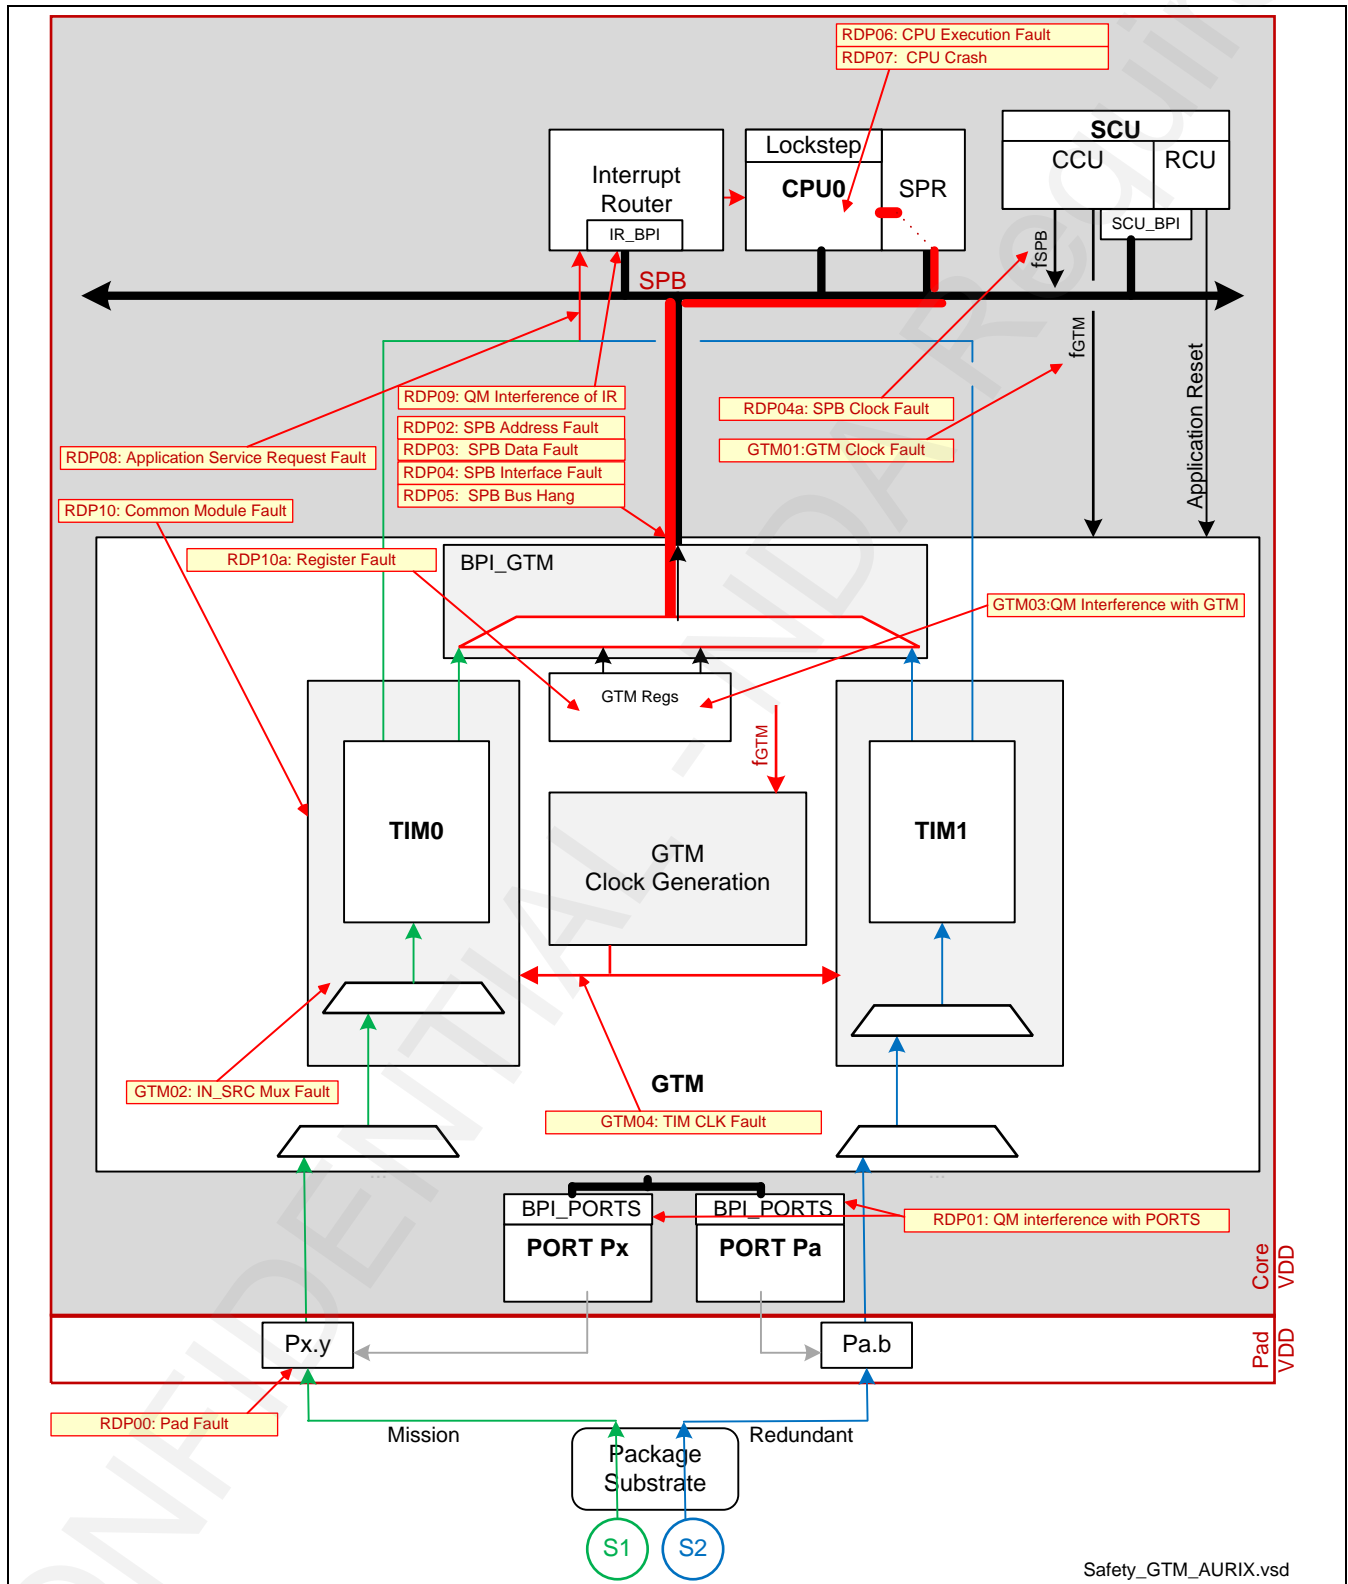 RDP06: CPU Execution Fault
RDP07: CPU Crash
SCU
CCU
RCU
SCU_BPI
Lockstep
CPU0
SPR
Interrupt
Router
IR_BPI
SPB
fSPB
fGTM
Application Reset
RDP09: QM Interference of IR
RDP02: SPB Address Fault
RDP03: SPB Data Fault
RDP04: SPB Interface Fault
RDP05: SPB Bus Hang
RDP04a: SPB Clock Fault
GTM01:GTM Clock Fault
RDP08: Application Service Request Fault
RDP10: Common Module Fault
RDP10a: Register Fault
BPI_GTM
GTM03:QM Interference with GTM
GTM Regs
fGTM
TIM0
GTM
Clock Generation
TIM1
GTM02: IN_SRC Mux Fault
GTM
GTM04: TIM CLK Fault
...
...
BPI_PORTS
PORT Px
BPI_PORTS
PORT Pa
RDP01: QM interference with PORTS
Core
VDD
Px.y
Pa.b
Pad
VDD
RDP00: Pad Fault
Mission
Redundant
Package
Substrate
S1
S2
Safety_GTM_AURIX.vsd